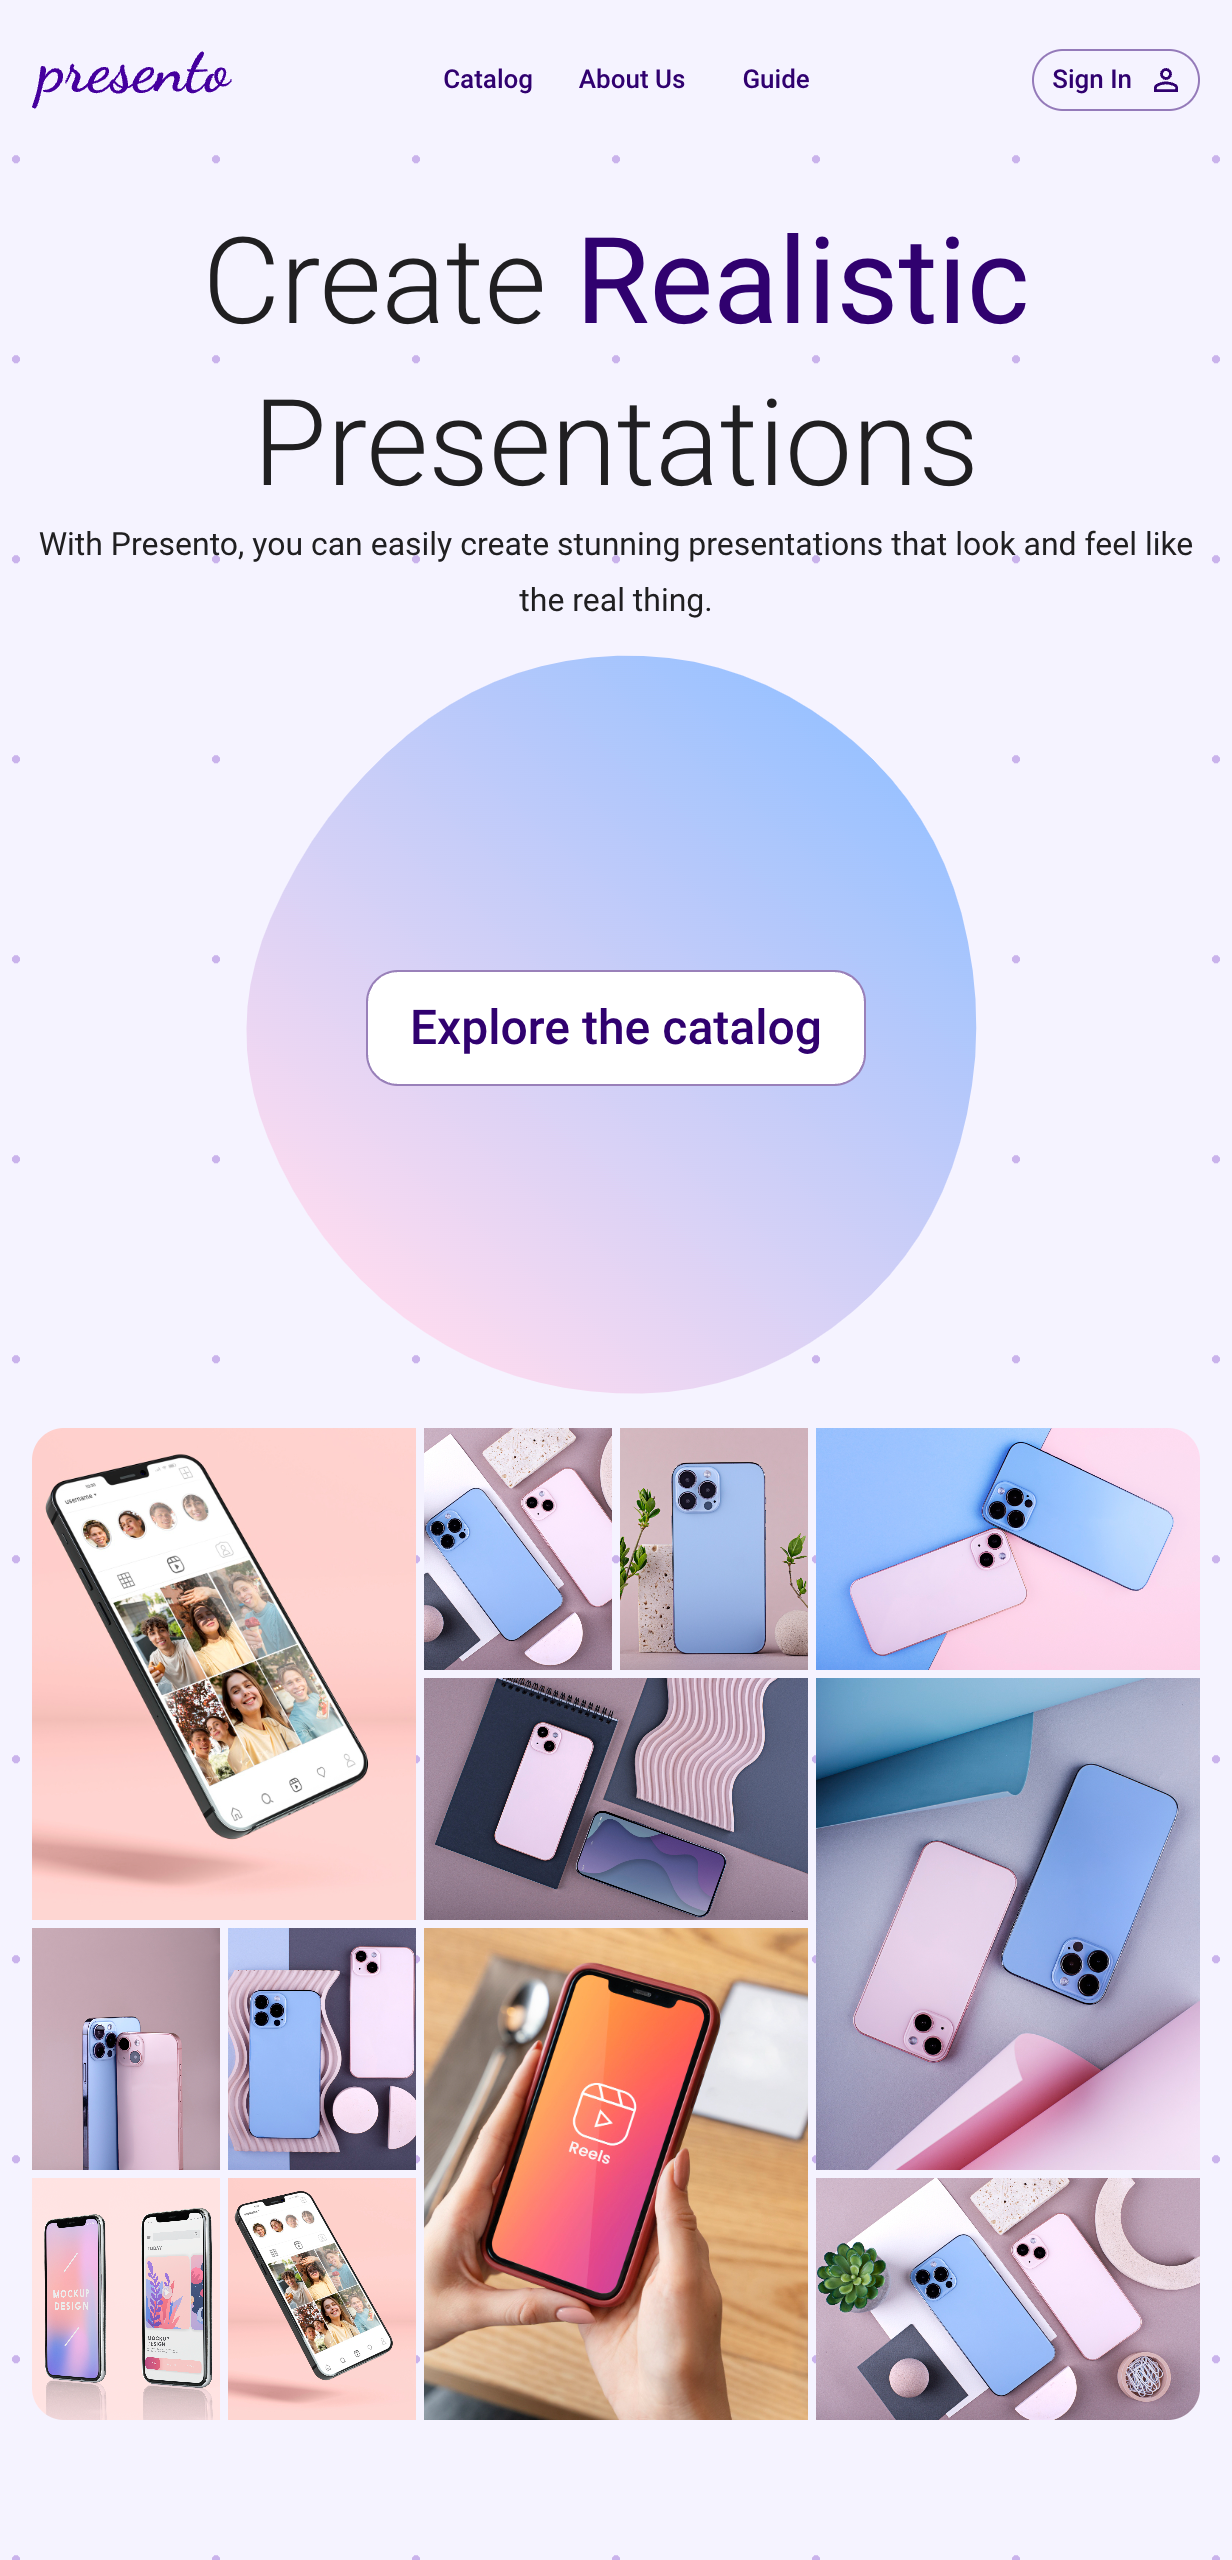 presento
Catalog
About Us
Guide
Sign In
Create Realistic
Presentations
With Presento, you can easily create stunning presentations that look and feel like
the real thing.
Explore the catalog
username
Reels
MOCKUP
DESIGN
MOCKUP
DESIGN